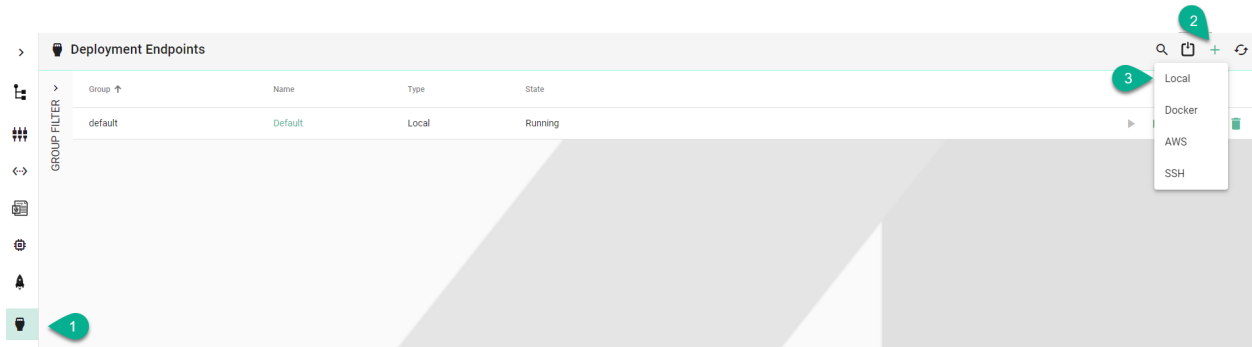 2
Deployment Endpoints
3
Local
Docker
AWS
SSH
GROUP FILTER
Group Name Type State
default Default Local Running
1